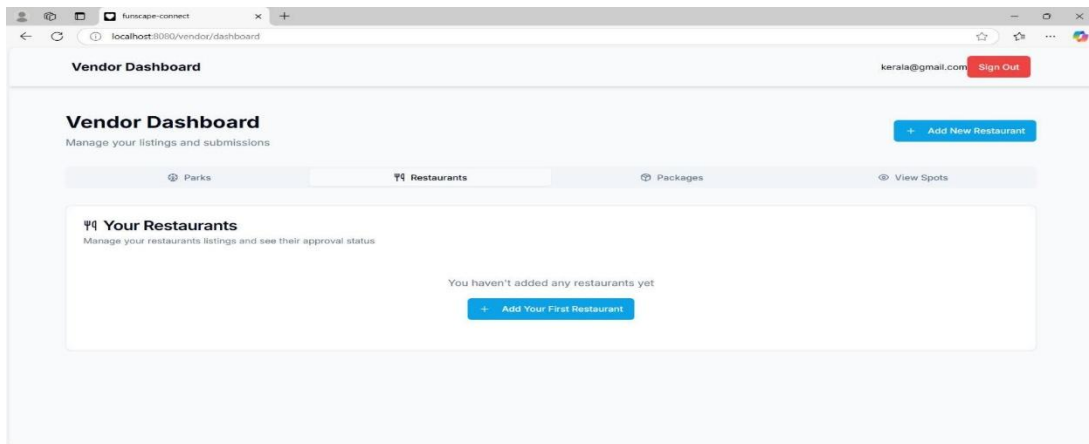 funscape-connect
localhost:8080/vendor/dashboard
Vendor Dashboard
kerala@gmail.com Sign Out
Vendor Dashboard
Manage your listings and submissions
+ Add New Restaurant
Parks Restaurants Packages View Spots
Your Restaurants
Manage your restaurants listings and see their approval status
You haven't added any restaurants yet
+ Add Your First Restaurant